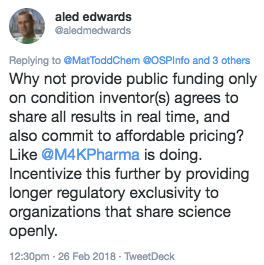 aled edwards
@aledmedwards
Replying to @MatToddChem @OSPInfo and 3 others
Why not provide public funding only
on condition inventor(s) agrees to
share all results in real time, and
also commit to affordable pricing?
Like @M4KPharma is doing.
Incentivize this further by providing
longer regulatory exclusivity to
organizations that share science
openly.
12:30pm · 26 Feb 2018 · TweetDeck